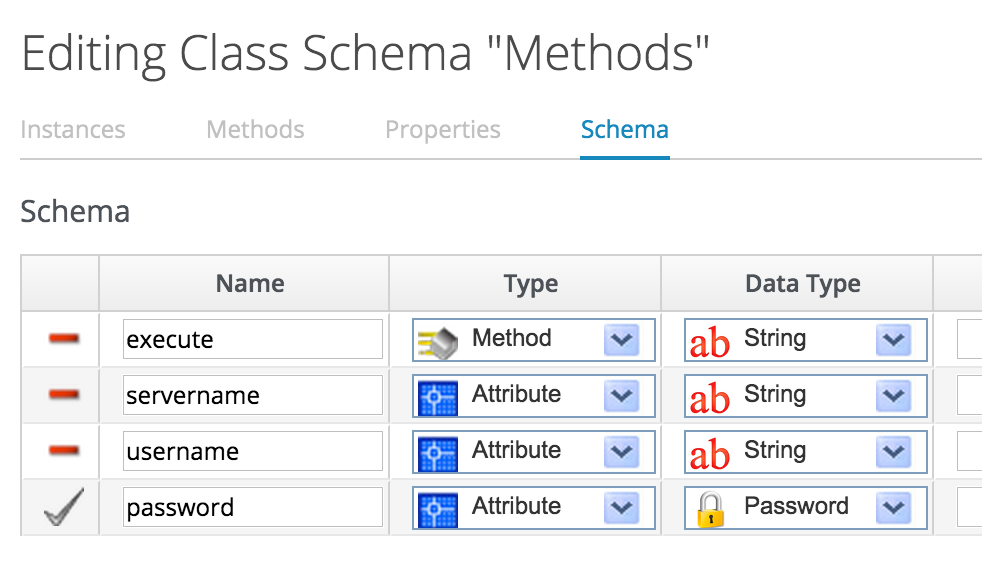 Editing Class Schema "Methods"
Instances Methods Properties Schema
Schema
Name Type Data Type
execute Method ab String
servername Attribute ab String
username Attribute ab String
password Attribute Password